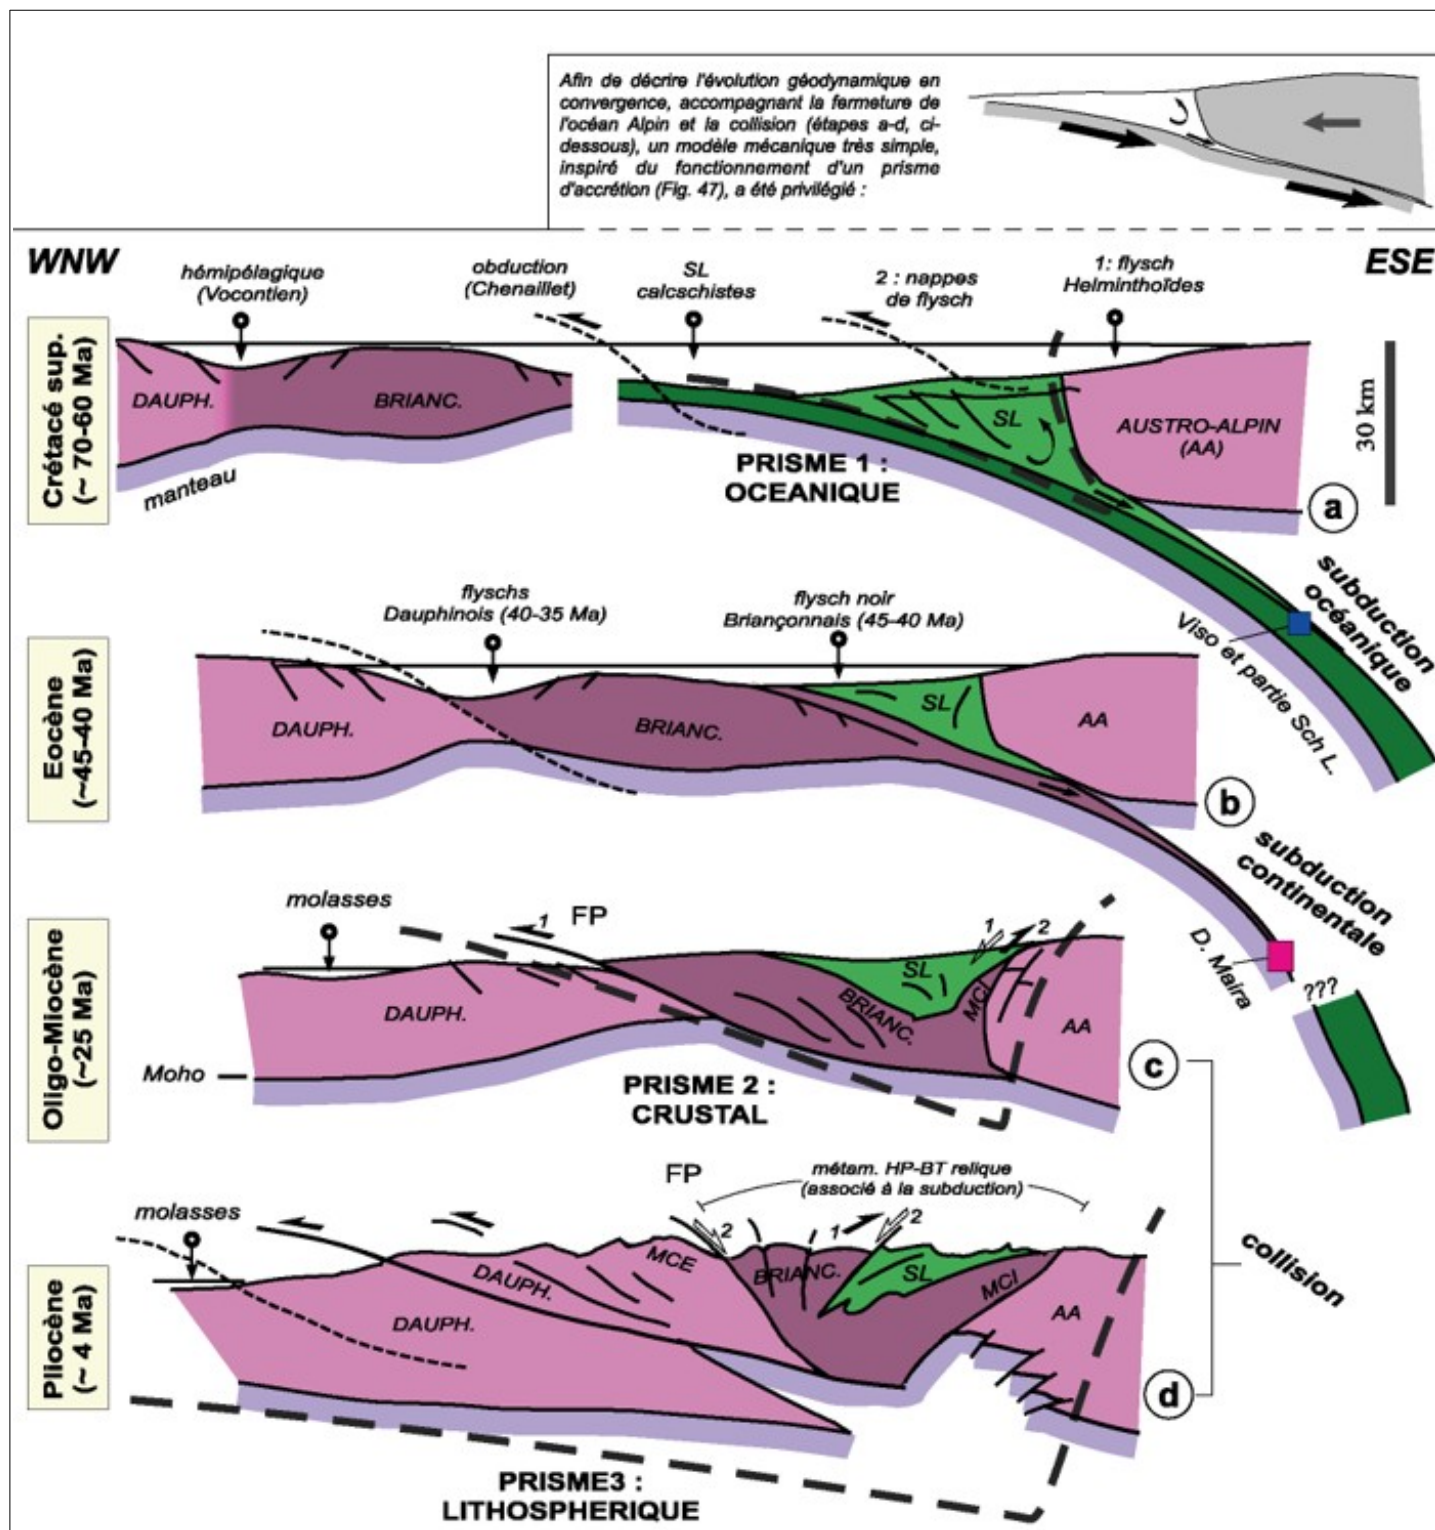 Afin de décrire l'évolution géodynamique en
convergence, accompagnant la fermeture de
l'océan Alpin et la collision (étapes a-d, ci-
dessous), un modèle mécanique très simple,
inspiré du fonctionnement d'un prisme
d'accrétion (Fig. 47), a été privilégié :
WNW
ESE
hémipélagique
(Vocontien)
obduction
(Chenaillet)
SL
calcschistes
2 : nappes
de flysch
1: flysch
Helminthoïdes
Crétacé sup.
(~ 70-60 Ma)
DAUPH.
BRIANC.
SL
AUSTRO-ALPIN
(AA)
30 km
manteau
PRISME 1 :
OCEANIQUE
a
subduction
océanique
Viso et partie Sch L.
flyschs
Dauphinois (40-35 Ma)
flysch noir
Briançonnais (45-40 Ma)
Eocène
(~45-40 Ma)
DAUPH.
BRIANC.
SL
AA
b
subduction
continentale
D. Maira
???
molasses
1
FP
1
2
Oligo-Miocène
(~25 Ma)
DAUPH.
BRIANC.
SL
MCI
AA
Moho
PRISME 2 :
CRUSTAL
c
FP
métam. HP-BT relique
(associé à la subduction)
molasses
2
1
2
Pliocène
(~ 4 Ma)
DAUPH.
DAUPH.
MCE
BRIANC.
SL
MCI
AA
d
collision
PRISME3 :
LITHOSPHERIQUE